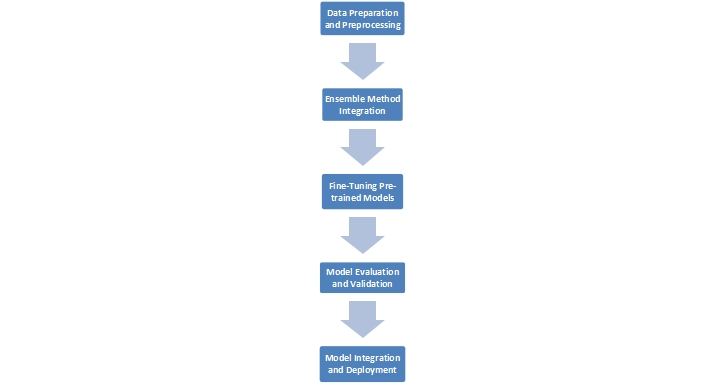 Data Preparation
and Preprocessing
Ensemble Method
Integration
Fine-Tuning Pre-
trained Models
Model Evaluation
and Validation
Model Integration
and Deployment